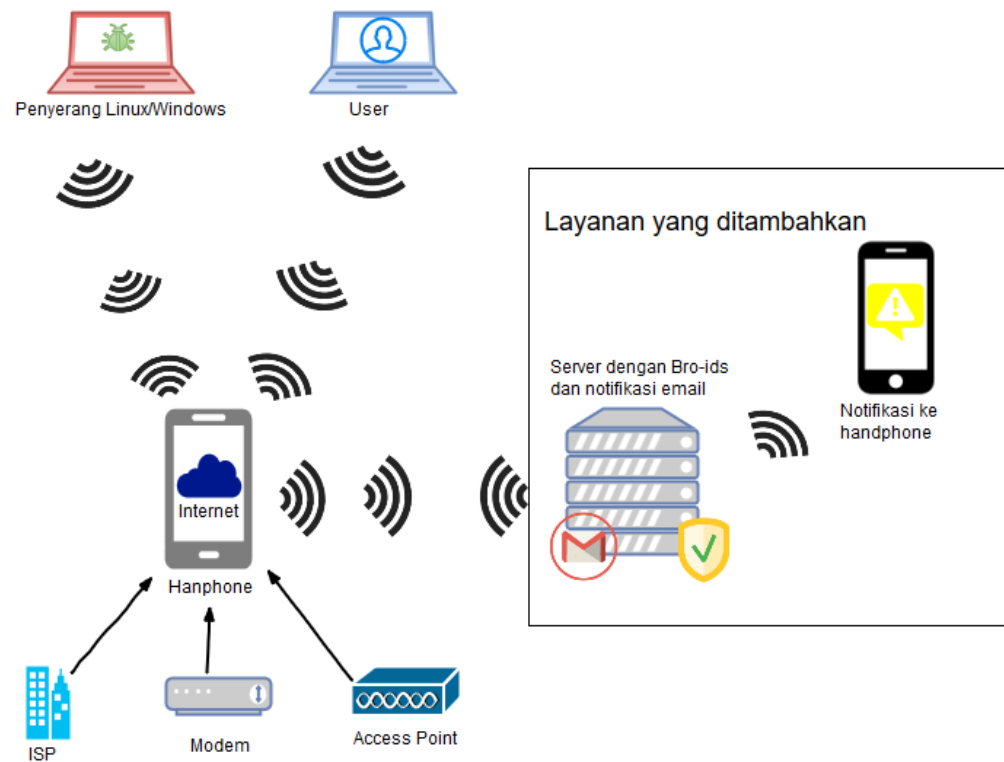 Penyerang Linux/Windows
User
Layanan yang ditambahkan
Server dengan Bro-ids
dan notifikasi email
Notifikasi ke
handphone
Internet
Hanphone
ISP
Modem
Access Point